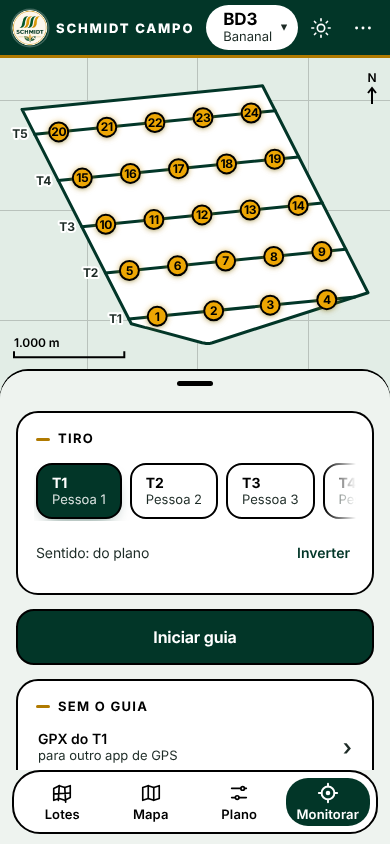 SCHMIDT
SCHMIDT CAMPO
BD3
Bananal
N
T5
20 21 22 23 24
T4
15 16 17 18 19
T3
10 11 12 13 14
T2
5 6 7 8 9
T1
1 2 3 4
1.000 m
TIRO
T1
Pessoa 1
T2
Pessoa 2
T3
Pessoa 3
T4
Pe
Sentido: do plano
Inverter
Iniciar guia
SEM O GUIA
GPX do T1
para outro app de GPS
Lotes
Mapa
Plano
Monitorar